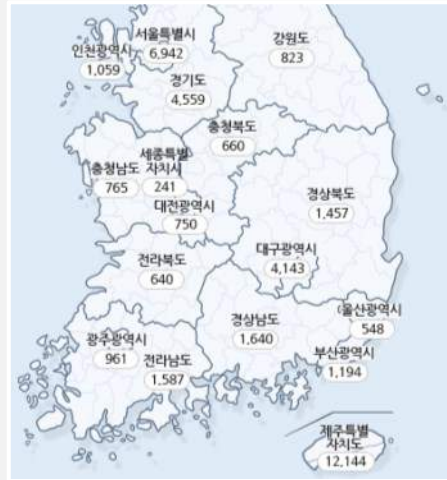 서울특별시
6,942
인천광역시
1,059
강원도
823
경기도
4,559
충청북도
660
세종특별
자치시
241
충청남도
765
대전광역시
750
경상북도
1,457
대구광역시
4,143
전라북도
640
경상남도
1,640
울산광역시
548
부산광역시
1,194
광주광역시
961
전라남도
1,587
제주특별
자치도
12,144